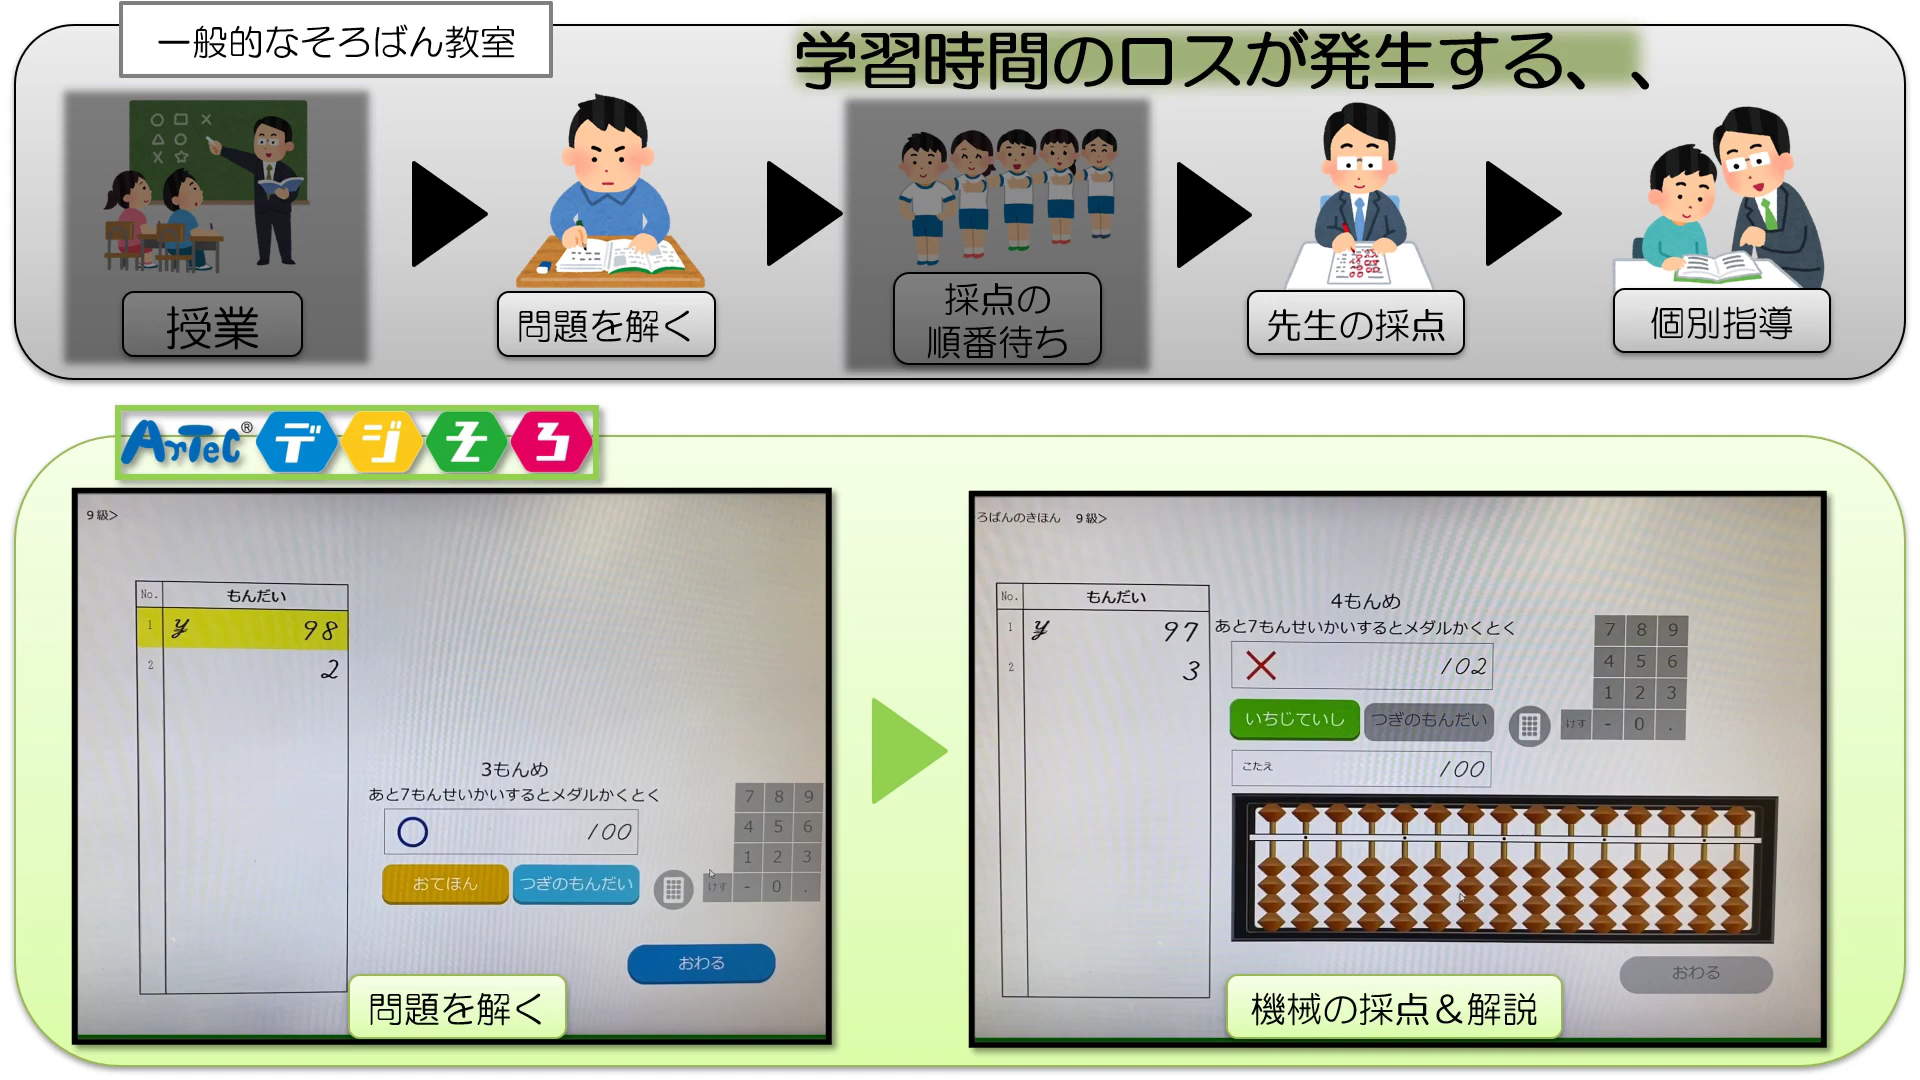 一般的なそろばん教室
学習時間のロスが発生する、、
授業
問題を解く
採点の
順番待ち
先生の採点
個別指導
ArTeC® デジそろ
9級>
No. もんだい
1 ¥ 98
2 2
3もんめ
あと7もんせいかいするとメダルかくとく
○ 100
おてほん つぎのもんだい
7 8 9
4 5 6
1 2 3
けす - 0 .
おわる
問題を解く
ろばんのきほん 9級>
No. もんだい
1 ¥ 97
2 3
4もんめ
あと7もんせいかいするとメダルかくとく
× 102
いちじていし つぎのもんだい
こたえ 100
7 8 9
4 5 6
1 2 3
けす - 0 .
おわる
機械の採点&解説